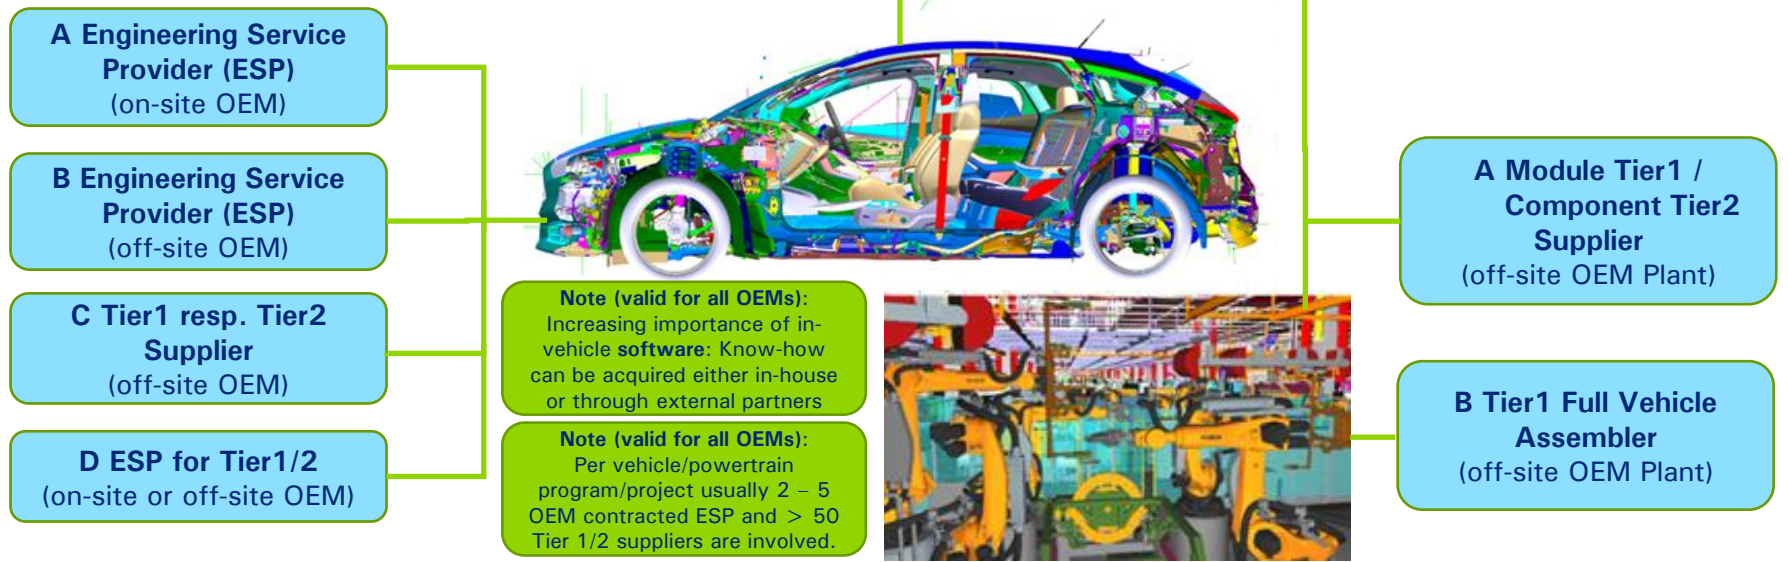 A Engineering Service
Provider (ESP)
(on-site OEM)
B Engineering Service
Provider (ESP)
(off-site OEM)
C Tier1 resp. Tier2
Supplier
(off-site OEM)
D ESP for Tier1/2
(on-site or off-site OEM)
Note (valid for all OEMs):
Increasing importance of in-
vehicle software: Know-how
can be acquired either in-house
or through external partners
Note (valid for all OEMs):
Per vehicle/powertrain
program/project usually 2 – 5
OEM contracted ESP and > 50
Tier 1/2 suppliers are involved.
A Module Tier1 /
Component Tier2
Supplier
(off-site OEM Plant)
B Tier1 Full Vehicle
Assembler
(off-site OEM Plant)